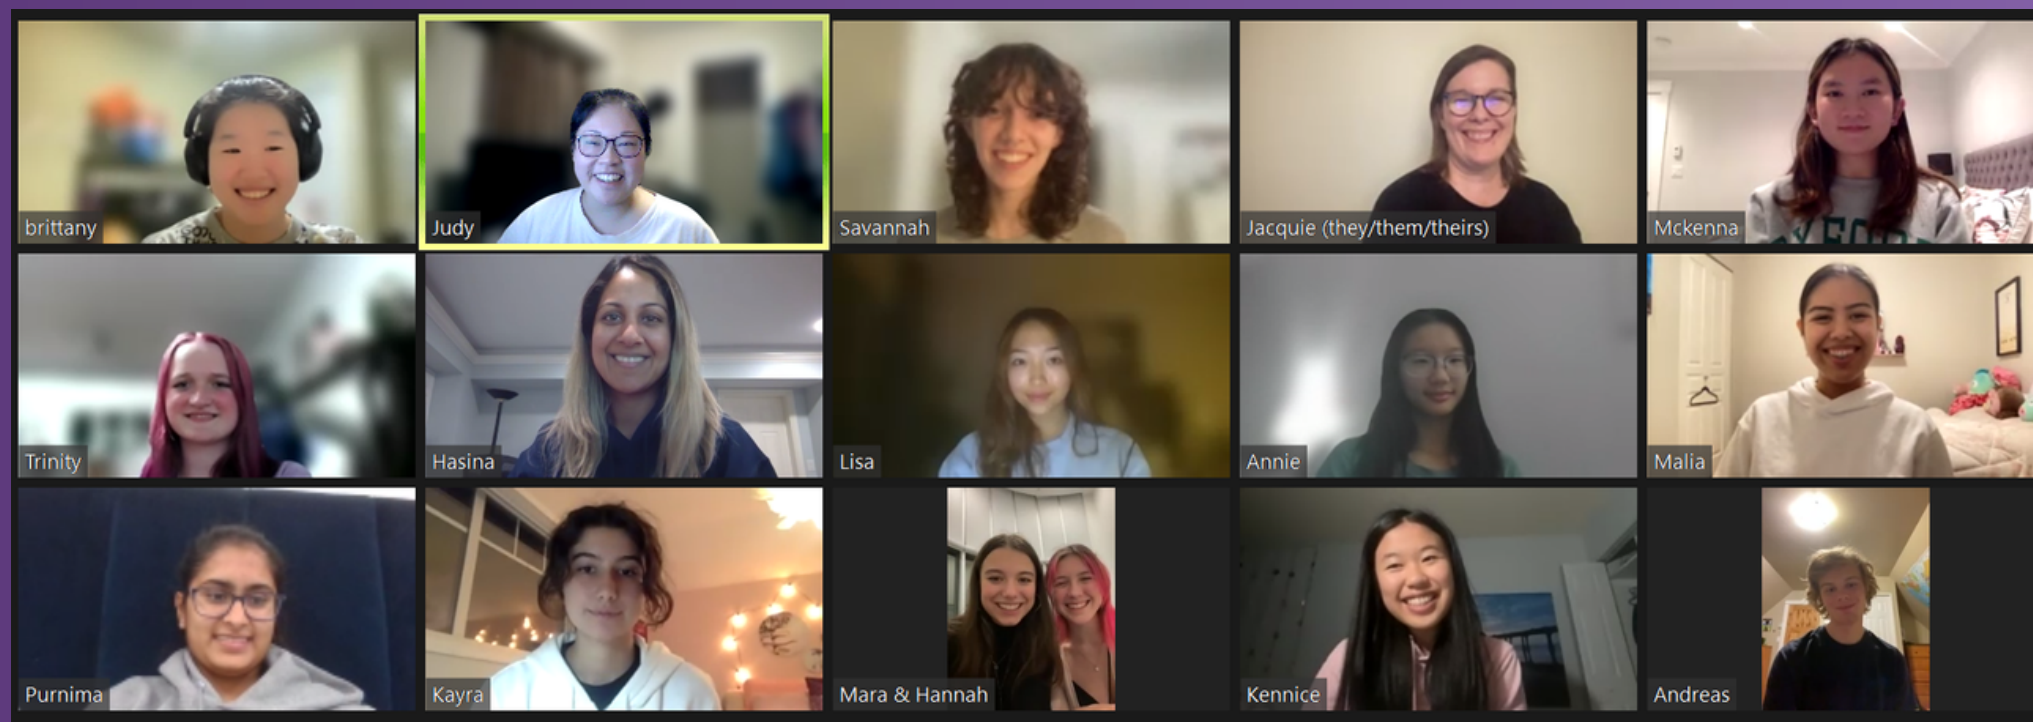 brittany
Judy
Savannah
Jacquie (they/them/theirs)
Mckenna
Trinity
Hasina
Lisa
Annie
Malia
Purnima
Kayra
Mara & Hannah
Kennice
Andreas